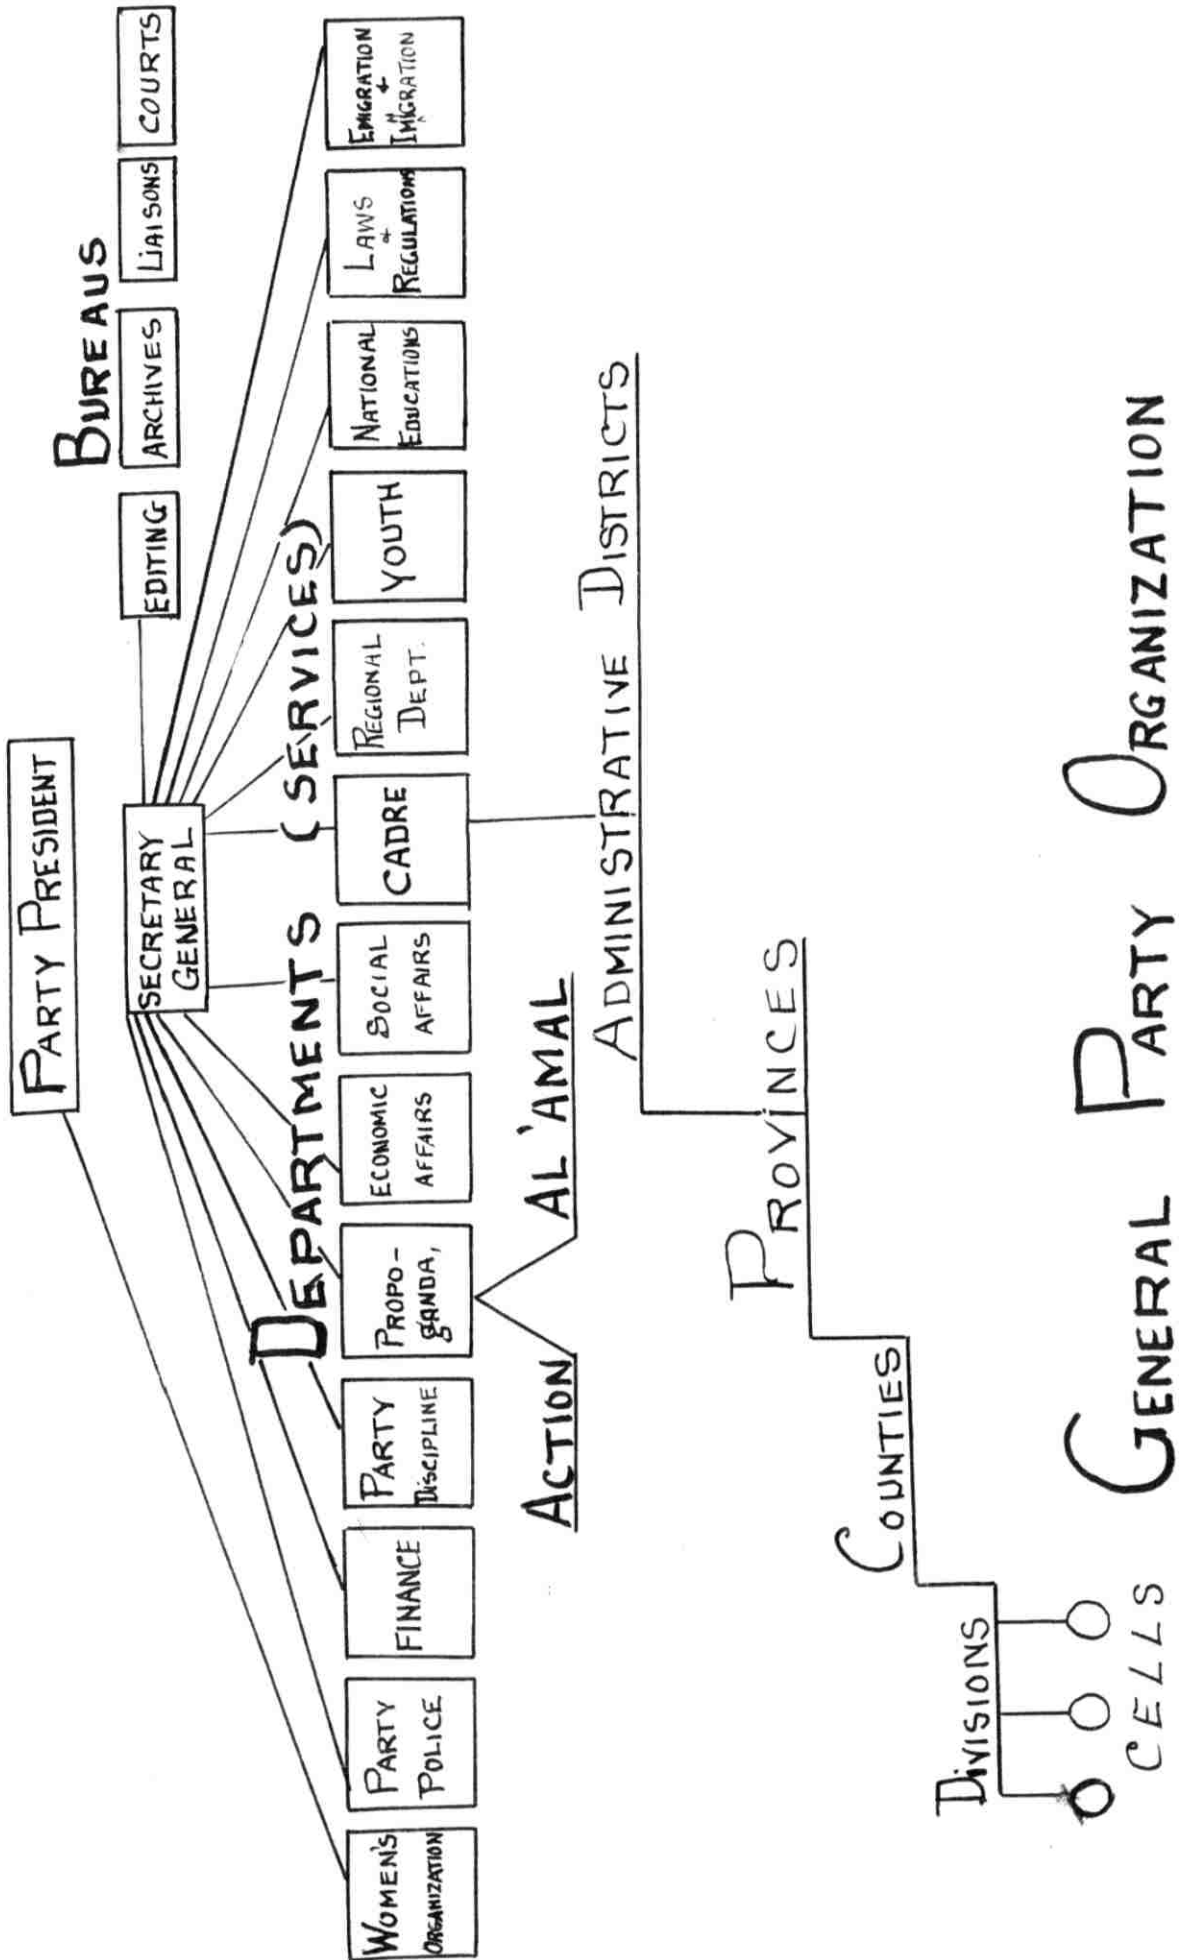 PARTY PRESIDENT
BUREAUS
SECRETARY
GENERAL
EDITING
ARCHIVES
LIAISONS
COURTS
DEPARTMENTS (SERVICES)
WOMEN'S
ORGANIZATION
PARTY
POLICE
FINANCE
PARTY
DISCIPLINE
PROPO-
gANDA,
ECONOMIC
AFFAIRS
SOCIAL
AFFAIRS
CADRE
REGIONAL
DEPT.
YOUTH
NATIONAL
EDUCATIONS
LAWS
&
REGULATIONS
EMIGRATION
&
IMMIGRATION
ACTION
AL'AMAL
ADMINISTRATIVE DISTRICTS
PROVINCES
COUNTIES
DIVISIONS
CELLS
GENERAL PARTY ORGANIZATION